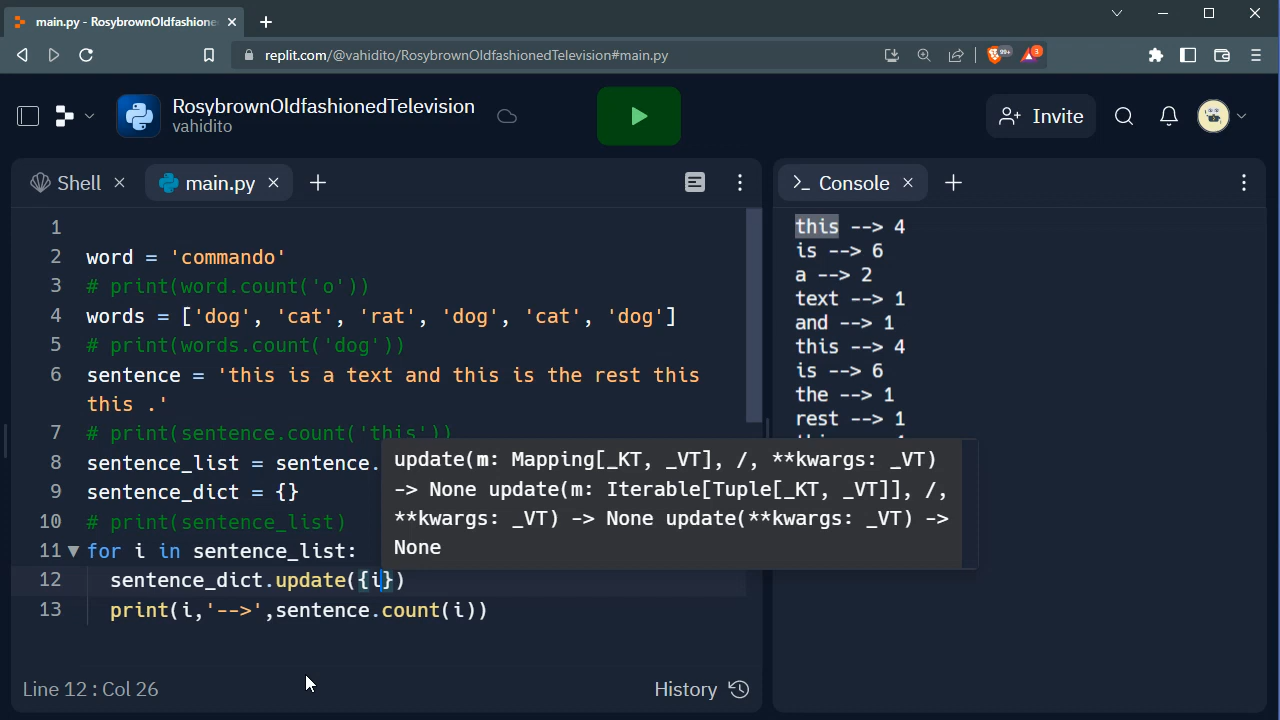 main.py - RosybrownOldfashione
replit.com/@vahidito/RosybrownOldfashionedTelevision#main.py
99+
3
RosybrownOldfashionedTelevision
vahidito
Invite
Shell
main.py
1
2 word = 'commando'
3 # print(word.count('o'))
4 words = ['dog', 'cat', 'rat', 'dog', 'cat', 'dog']
5 # print(words.count('dog'))
6 sentence = 'this is a text and this is the rest this
this .'
7 # print(sentence.count('this'))
8 sentence_list = sentence.
9 sentence_dict = {}
10 # print(sentence_list)
11 for i in sentence_list:
12 sentence_dict.update({i})
13 print(i,'-->',sentence.count(i))
update(m: Mapping[_KT, _VT], /, **kwargs: _VT)
-> None update(m: Iterable[Tuple[_KT, _VT]], /,
**kwargs: _VT) -> None update(**kwargs: _VT) ->
None
Line 12 : Col 26
History
Console
this --> 4
is --> 6
a --> 2
text --> 1
and --> 1
this --> 4
is --> 6
the --> 1
rest --> 1